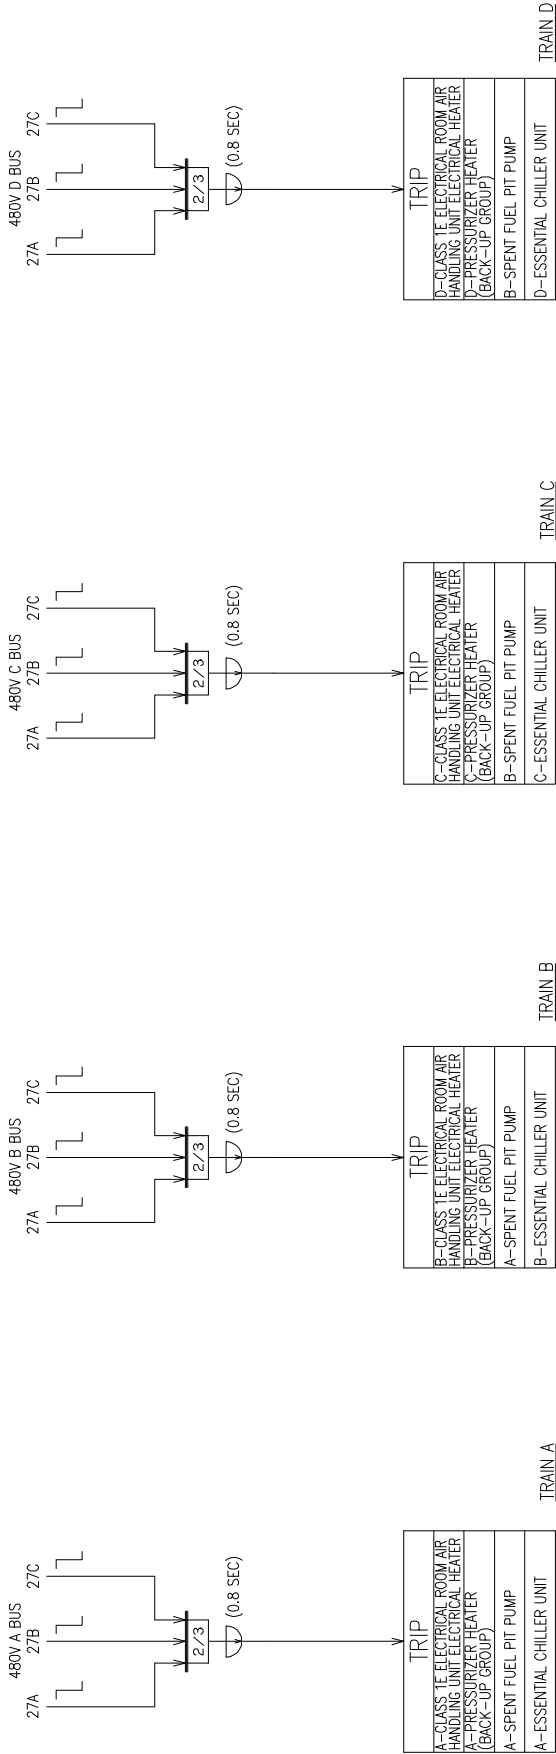 480V A BUS
27A 27B 27C
2/3
(0.8 SEC)
TRIP
A-CLASS 1E ELECTRICAL ROOM AIR
HANDLING UNIT ELECTRICAL HEATER
A-PRESSURIZER HEATER
(BACK-UP GROUP)
A-SPENT FUEL PIT PUMP
A-ESSENTIAL CHILLER UNIT
TRAIN A
480V B BUS
27A 27B 27C
2/3
(0.8 SEC)
TRIP
B-CLASS 1E ELECTRICAL ROOM AIR
HANDLING UNIT ELECTRICAL HEATER
B-PRESSURIZER HEATER
(BACK-UP GROUP)
A-SPENT FUEL PIT PUMP
B-ESSENTIAL CHILLER UNIT
TRAIN B
480V C BUS
27A 27B 27C
2/3
(0.8 SEC)
TRIP
C-CLASS 1E ELECTRICAL ROOM AIR
HANDLING UNIT ELECTRICAL HEATER
C-PRESSURIZER HEATER
(BACK-UP GROUP)
B-SPENT FUEL PIT PUMP
C-ESSENTIAL CHILLER UNIT
TRAIN C
480V D BUS
27A 27B 27C
2/3
(0.8 SEC)
TRIP
D-CLASS 1E ELECTRICAL ROOM AIR
HANDLING UNIT ELECTRICAL HEATER
D-PRESSURIZER HEATER
(BACK-UP GROUP)
B-SPENT FUEL PIT PUMP
D-ESSENTIAL CHILLER UNIT
TRAIN D